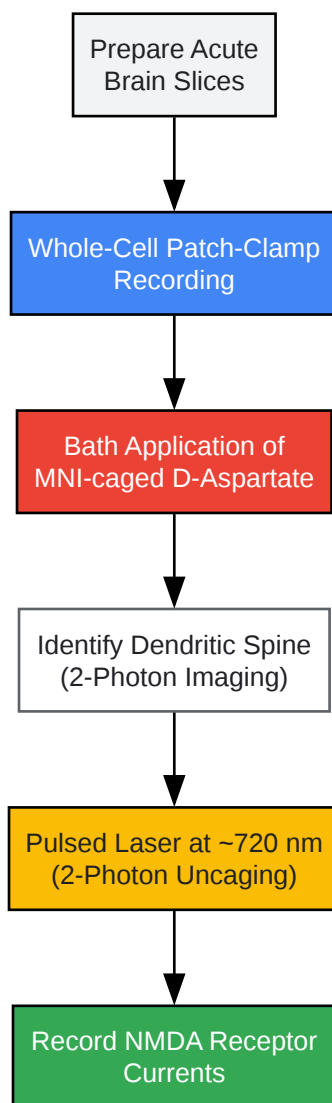 Prepare Acute
Brain Slices
Whole-Cell Patch-Clamp
Recording
Bath Application of
MNI-caged D-Aspartate
Identify Dendritic Spine
(2-Photon Imaging)
Pulsed Laser at ~720 nm
(2-Photon Uncaging)
Record NMDA Receptor
Currents